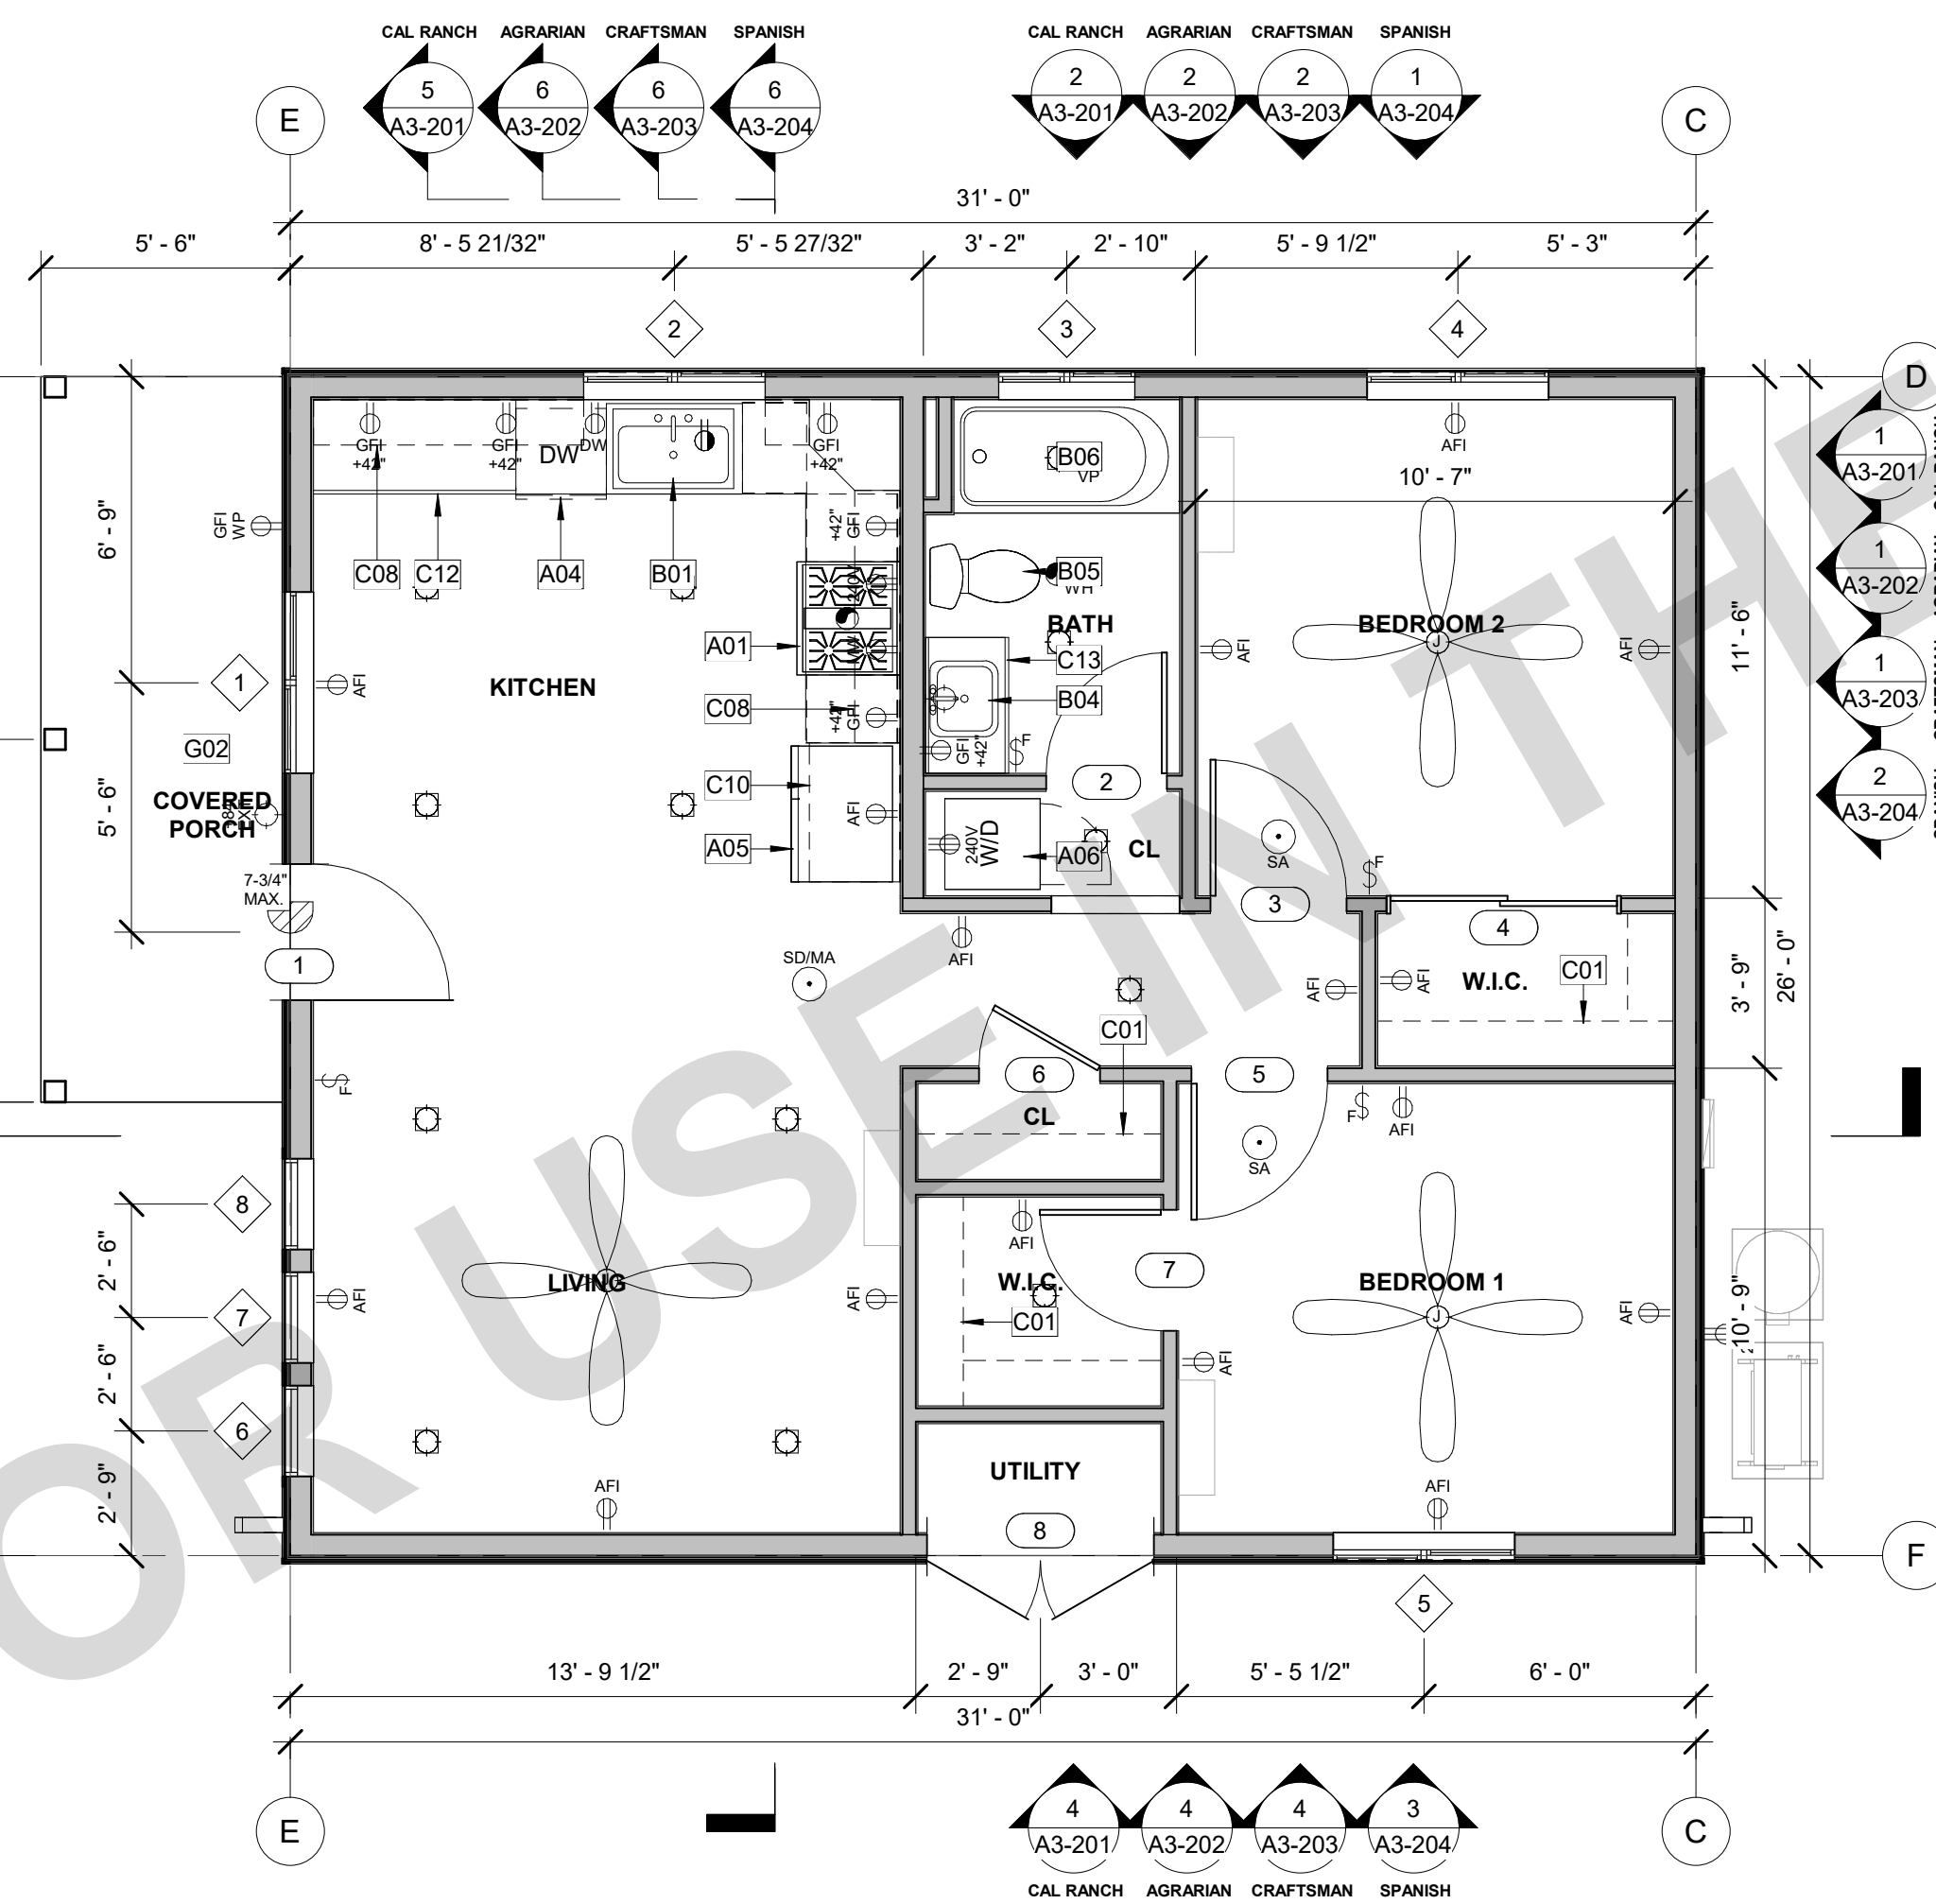 CAL RANCH AGRARIAN CRAFTSMAN SPANISH
5 6 6 6
A3-201 A3-202 A3-203 A3-204
CAL RANCH AGRARIAN CRAFTSMAN SPANISH
2 2 2 1
A3-201 A3-202 A3-203 A3-204
E
C
31' - 0"
5' - 6"
8' - 5 21/32"
5' - 5 27/32"
3' - 2"
2' - 10"
5' - 9 1/2"
5' - 3"
2
3
4
D
GFI
+42"
GFI
+42"
DW
DW
GFI
+42"
B06
VP
AFI
10' - 7"
1
A3-201
6' - 9"
GFI
WP
+42"
GFI
C08
C12
A04
B01
240V
B05
WH
1
A3-202
BATH
BEDROOM 2
J
11' - 6"
A01
C13
AFI
AFI
1
AFI
KITCHEN
C08
+42"
GFI
B04
1
A3-203
G02
GFI
+42"
F
5' - 6"
COVERED
PORCH
C10
2
2
A3-204
AFI
A05
240V
W/D
A06
CL
SA
F
7-3/4"
MAX.
3
4
1
SD/MA
AFI
AFI
AFI
W.I.C.
C01
3' - 9"
26' - 0"
C01
F
6
5
CL
F
AFI
SA
8
AFI
2' - 6"
7
LIVING
AFI
W.I.C.
C01
7
BEDROOM 1
J
AFI
10' - 9"
AFI
2' - 6"
6
AFI
2' - 9"
UTILITY
AFI
8
AFI
F
5
13' - 9 1/2"
2' - 9"
3' - 0"
5' - 5 1/2"
6' - 0"
31' - 0"
E
C
4 4 4 3
A3-201 A3-202 A3-203 A3-204
CAL RANCH AGRARIAN CRAFTSMAN SPANISH
OR USE IN THE